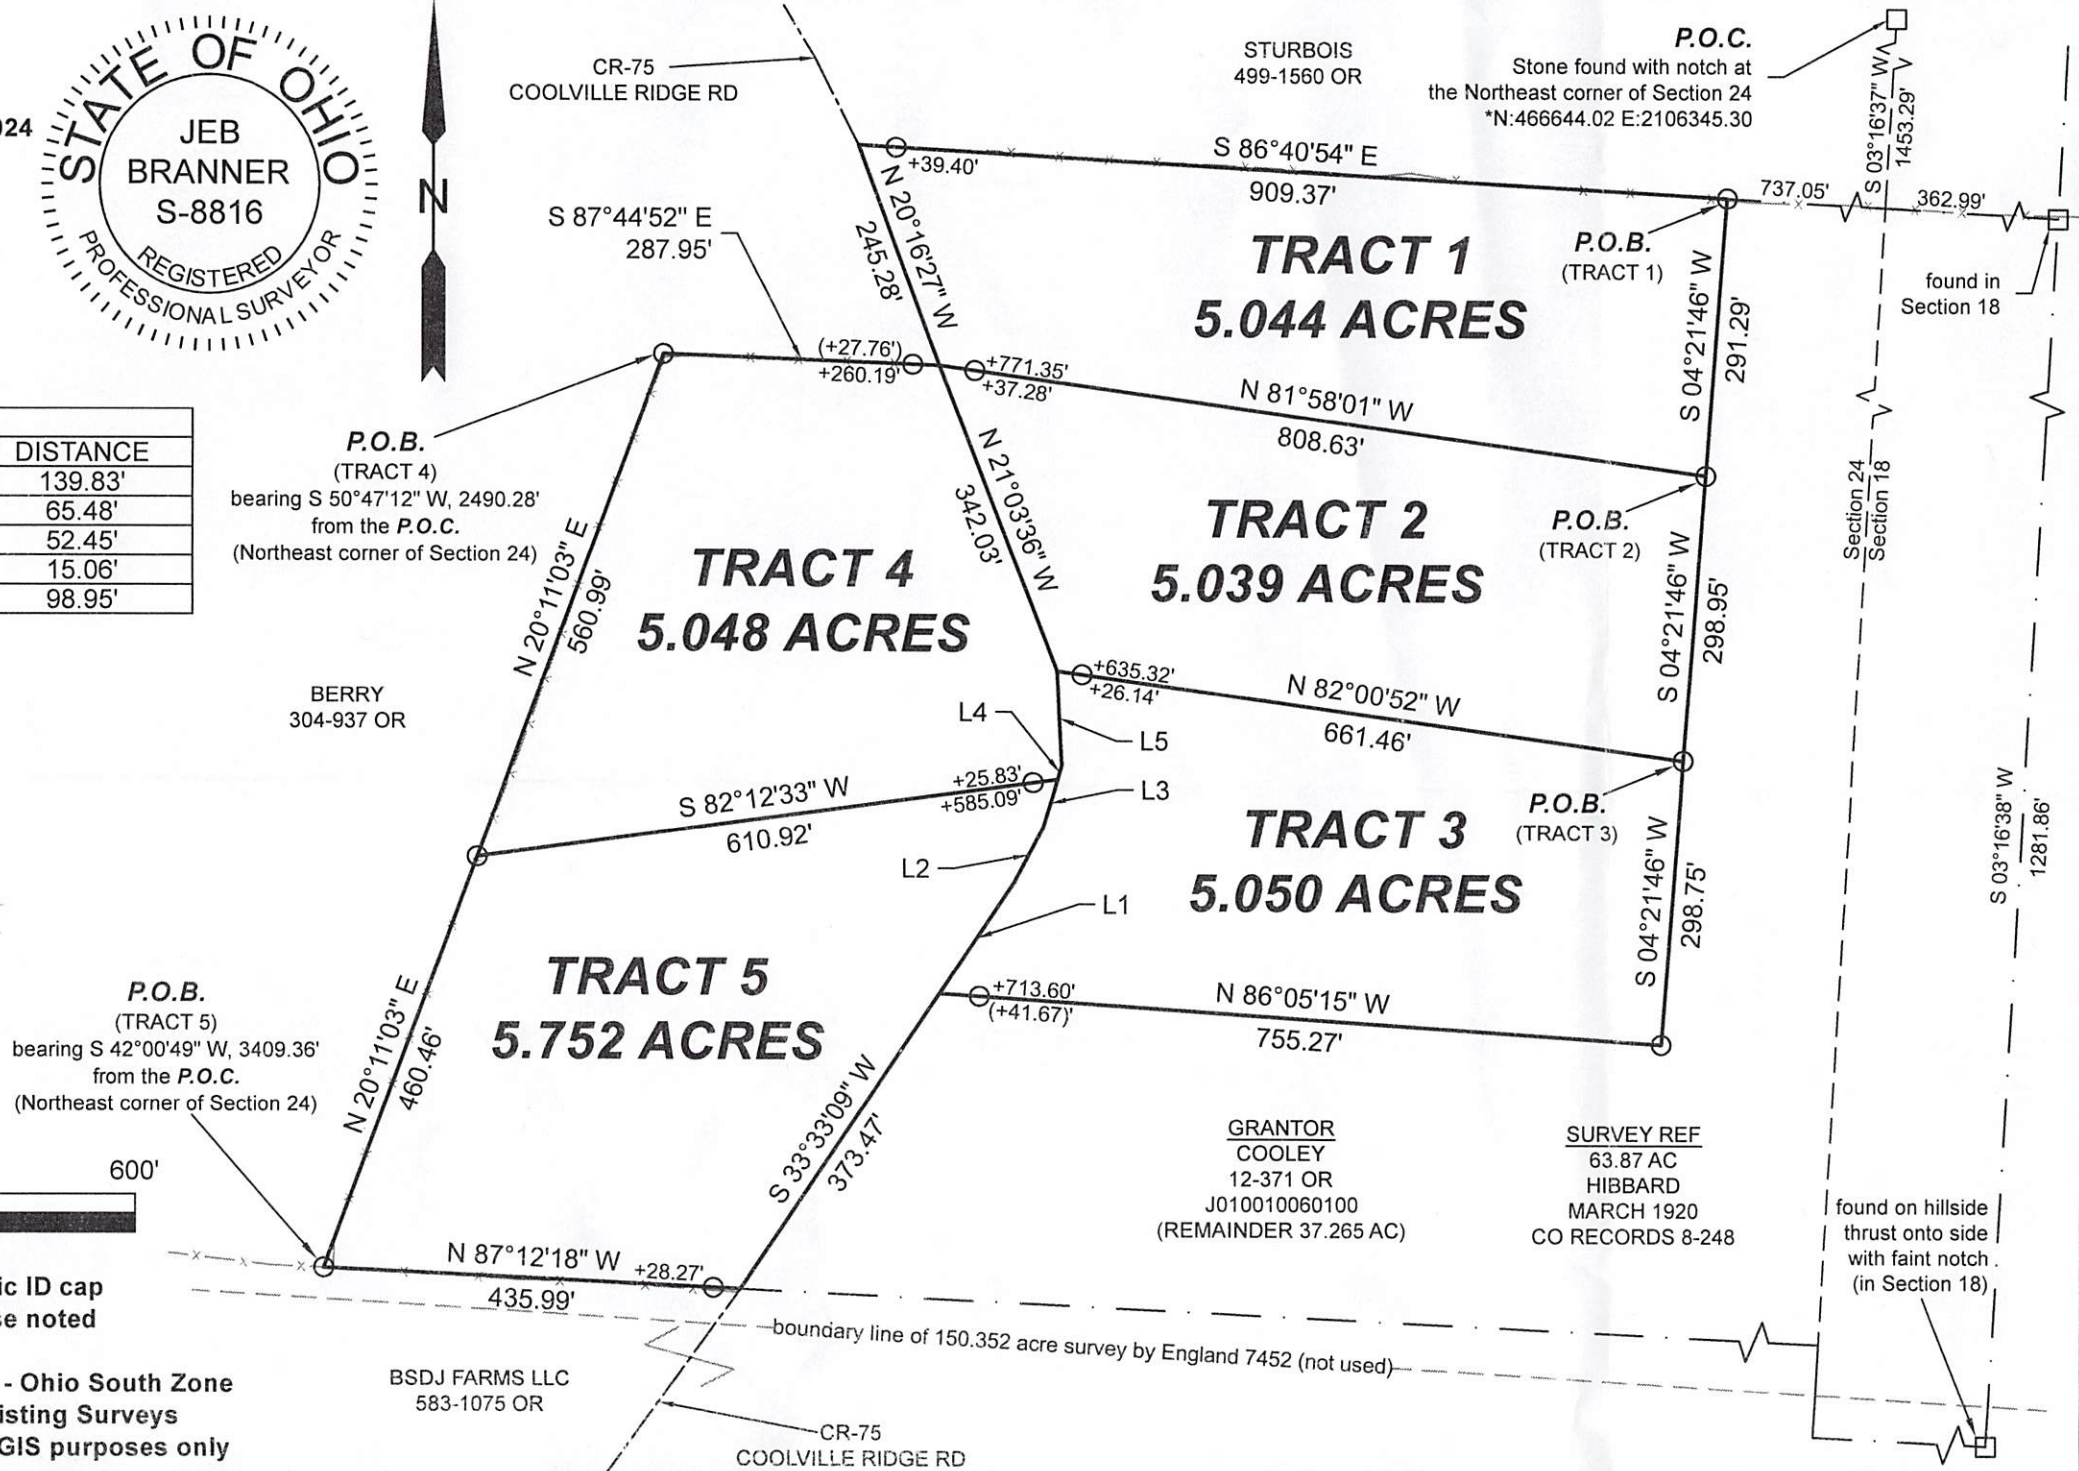 STATE OF OHIO
JEB
BRANNER
S-8816
REGISTERED
PROFESSIONAL SURVEYOR
N
CR-75
COOLVILLE RIDGE RD
STURBOIS
499-1560 OR
P.O.C.
Stone found with notch at
the Northeast corner of Section 24
*N:466644.02 E:2106345.30
S 03°16'37" W
1453.29'
S 86°40'54" E
909.37'
+39.40'
737.05'
362.99'
N 20°16'27" W
245.28'
S 87°44'52" E
287.95'
TRACT 1
5.044 ACRES
P.O.B.
(TRACT 1)
S 04°21'46" W
291.29'
found in
Section 18
(+27.76')
+260.19'
+771.35'
+37.28'
N 81°58'01" W
808.63'
P.O.B.
(TRACT 4)
bearing S 50°47'12" W, 2490.28'
from the P.O.C.
(Northeast corner of Section 24)
DISTANCE
139.83'
65.48'
52.45'
15.06'
98.95'
N 21°03'36" W
342.03'
TRACT 2
5.039 ACRES
P.O.B.
(TRACT 2)
S 04°21'46" W
298.95'
Section 24
Section 18
N 20°11'03" E
560.99'
TRACT 4
5.048 ACRES
BERRY
304-937 OR
+635.32'
+26.14'
N 82°00'52" W
661.46'
L4
L5
L3
L2
L1
S 82°12'33" W
610.92'
+25.83'
+585.09'
TRACT 3
5.050 ACRES
P.O.B.
(TRACT 3)
S 04°21'46" W
298.75'
S 03°16'38" W
1281.86'
TRACT 5
5.752 ACRES
P.O.B.
(TRACT 5)
bearing S 42°00'49" W, 3409.36'
from the P.O.C.
(Northeast corner of Section 24)
N 20°11'03" E
460.46'
+713.60'
(+41.67)'
N 86°05'15" W
755.27'
S 33°33'09" W
373.47'
GRANTOR
COOLEY
12-371 OR
J010010060100
(REMAINDER 37.265 AC)
SURVEY REF
63.87 AC
HIBBARD
MARCH 1920
CO RECORDS 8-248
found on hillside
thrust onto side
with faint notch
(in Section 18)
600'
N 87°12'18" W
435.99'
+28.27'
boundary line of 150.352 acre survey by England 7452 (not used)
ID cap
noted
- Ohio South Zone
Surveys
GIS purposes only
BSDJ FARMS LLC
583-1075 OR
CR-75
COOLVILLE RIDGE RD